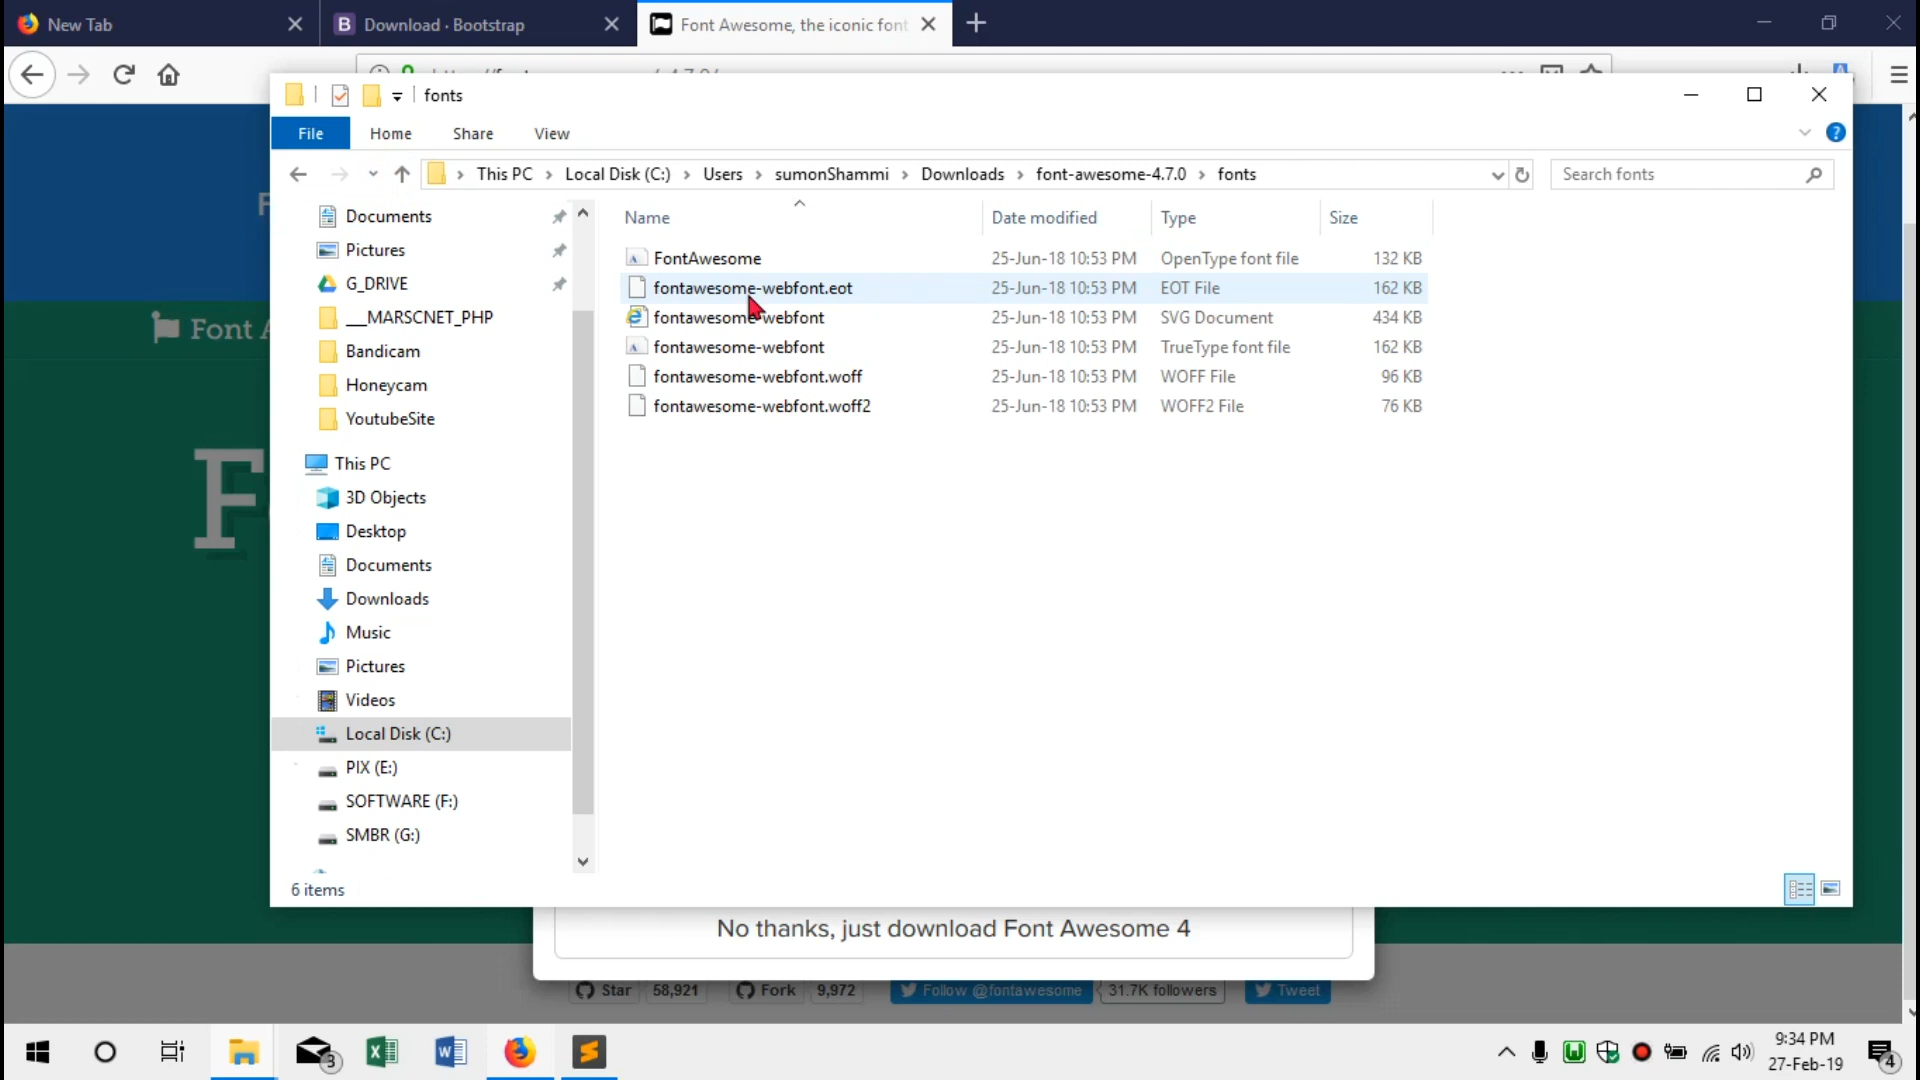 New Tab
Download · Bootstrap
Font Awesome, the iconic font
fonts
File Home Share View
This PC Local Disk (C:) Users sumonShammi Downloads font-awesome-4.7.0 fonts
Search fonts
Name Date modified Type Size
FontAwesome 25-Jun-18 10:53 PM OpenType font file 132 KB
fontawesome-webfont.eot 25-Jun-18 10:53 PM EOT File 162 KB
fontawesome-webfont 25-Jun-18 10:53 PM SVG Document 434 KB
fontawesome-webfont 25-Jun-18 10:53 PM TrueType font file 162 KB
fontawesome-webfont.woff 25-Jun-18 10:53 PM WOFF File 96 KB
fontawesome-webfont.woff2 25-Jun-18 10:53 PM WOFF2 File 76 KB
Documents
Pictures
G_DRIVE
___MARSCNET_PHP
Bandicam
Honeycam
YoutubeSite
This PC
3D Objects
Desktop
Documents
Downloads
Music
Pictures
Videos
Local Disk (C:)
PIX (E:)
SOFTWARE (F:)
SMBR (G:)
6 items
Font A
F
No thanks, just download Font Awesome 4
Star 58,921 Fork 9,972 Follow @fontawesome 31.7K followers Tweet
3
9:34 PM
27-Feb-19
4